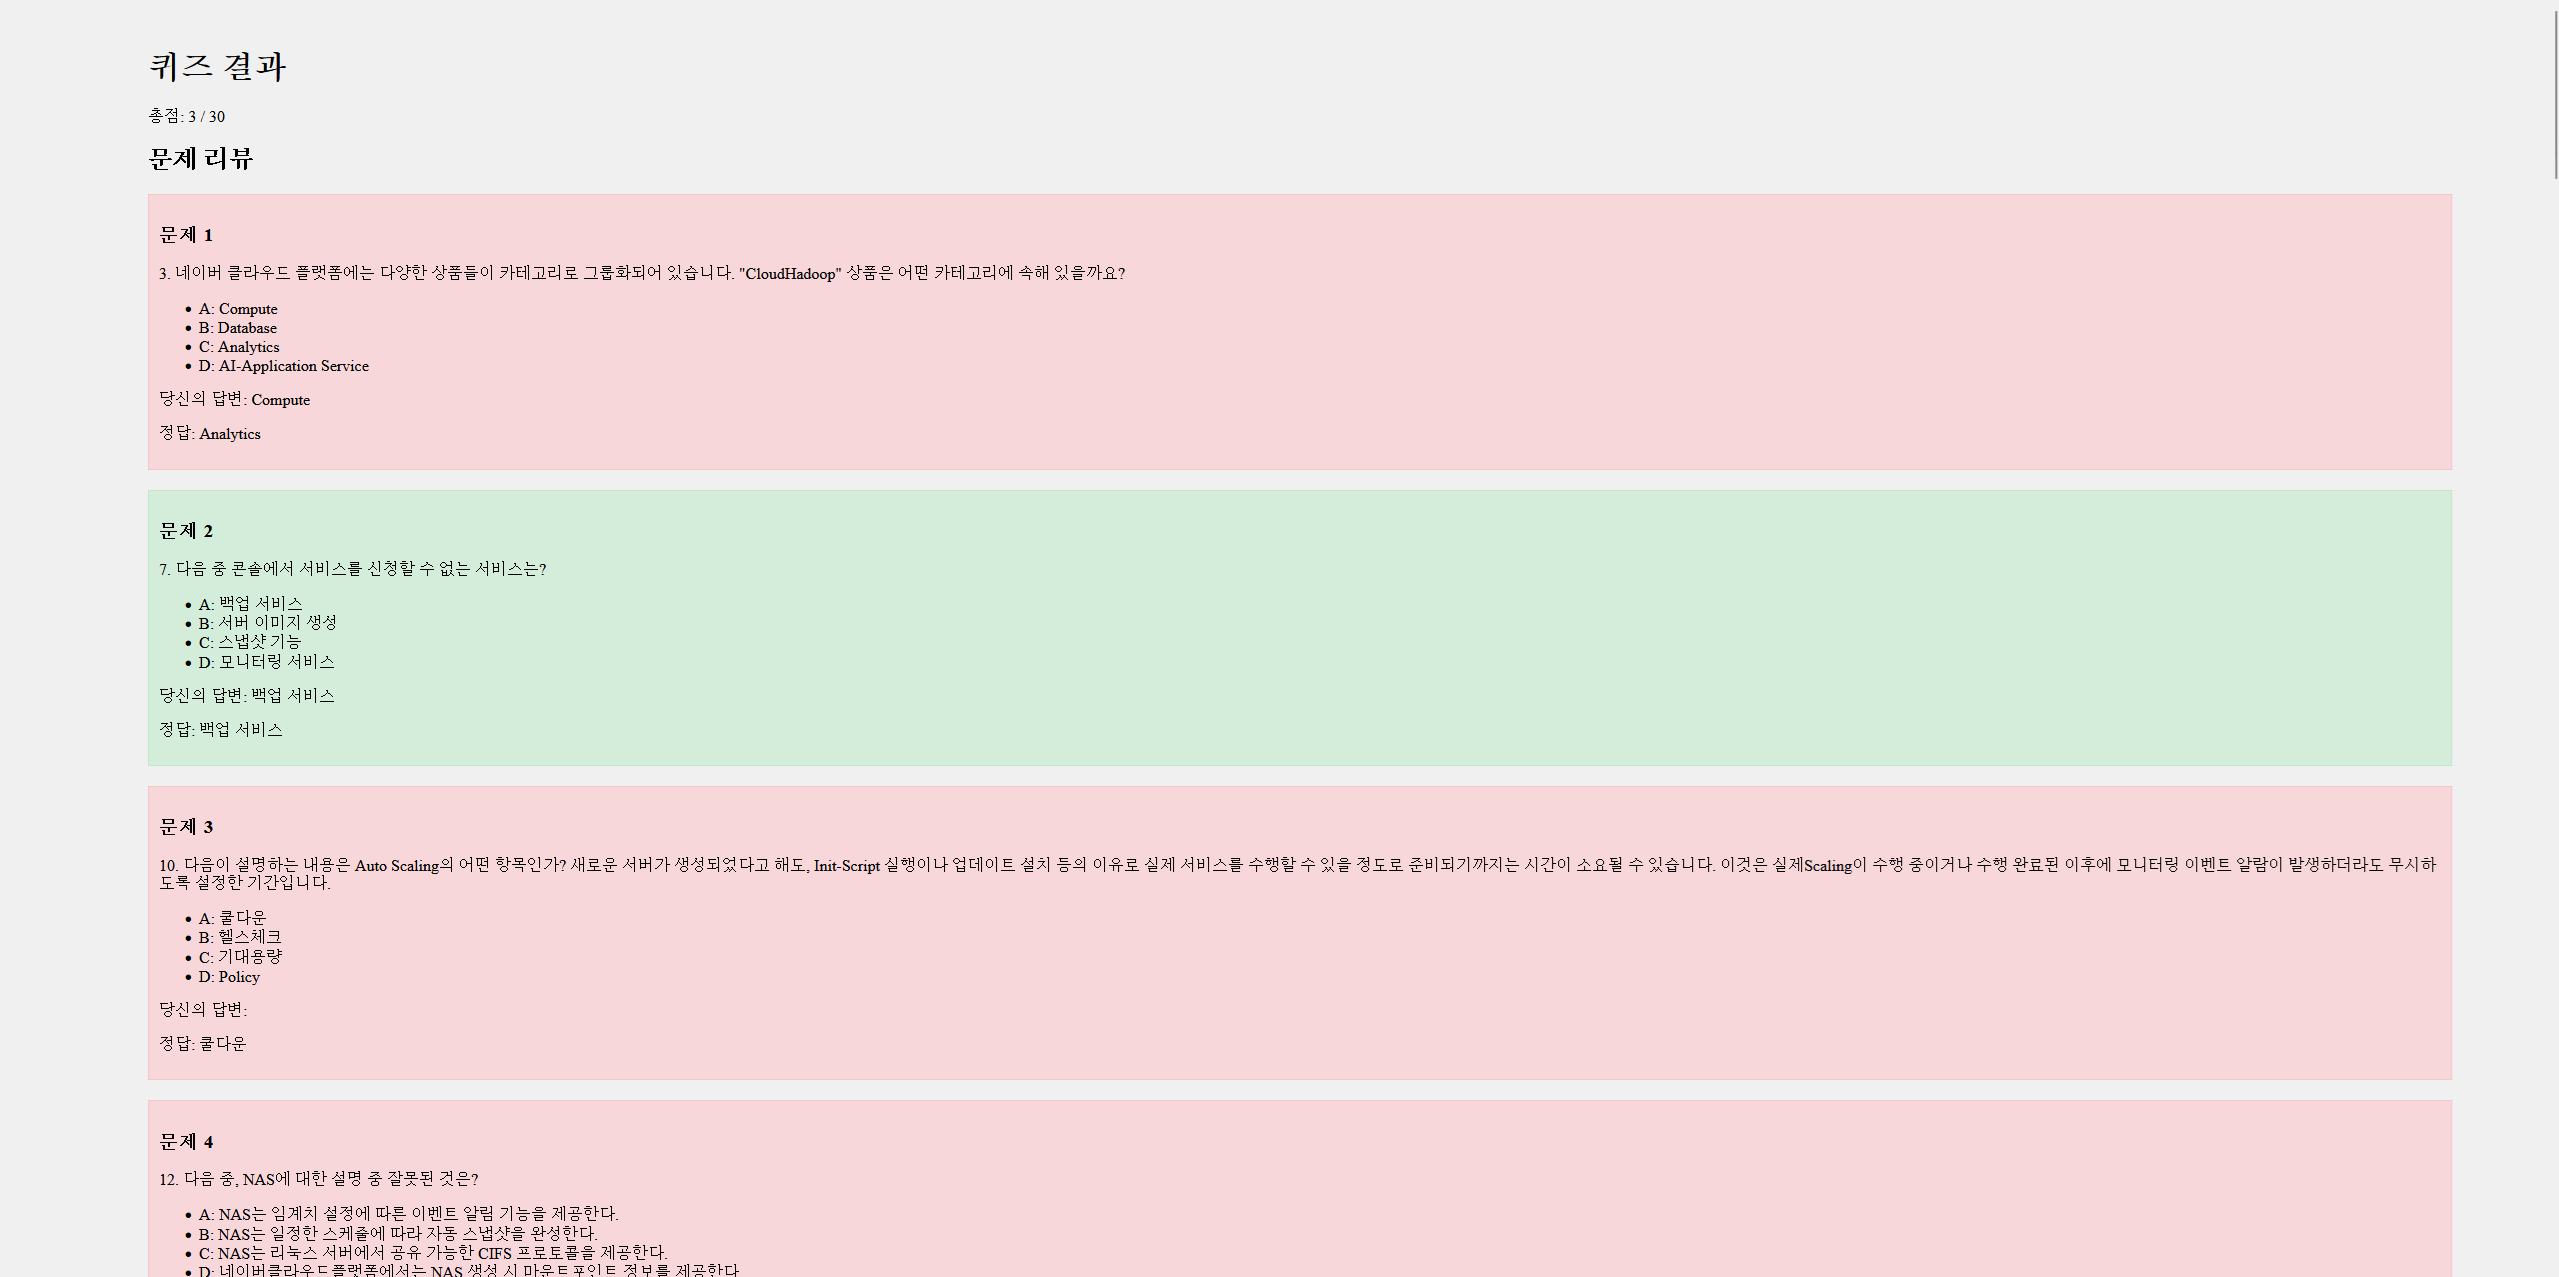 퀴즈 결과
총점: 3 / 30
문제 리뷰
문제 1
3. 네이버 클라우드 플랫폼에는 다양한 상품들이 카테고리로 그룹화되어 있습니다. "CloudHadoop" 상품은 어떤 카테고리에 속해 있을까요?
• A: Compute
• B: Database
• C: Analytics
• D: AI-Application Service
당신의 답변: Compute
정답: Analytics
문제 2
7. 다음 중 콘솔에서 서비스를 신청할 수 없는 서비스는?
• A: 백업 서비스
• B: 서버 이미지 생성
• C: 스냅샷 기능
• D: 모니터링 서비스
당신의 답변: 백업 서비스
정답: 백업 서비스
문제 3
10. 다음이 설명하는 내용은 Auto Scaling의 어떤 항목인가? 새로운 서버가 생성되었다고 해도, Init-Script 실행이나 업데이트 설치 등의 이유로 실제 서비스를 수행할 수 있을 정도로 준비되기까지는 시간이 소요될 수 있습니다. 이것은 실제Scaling이 수행 중이거나 수행 완료된 이후에 모니터링 이벤트 알람이 발생하더라도 무시하
도록 설정한 기간입니다.
• A: 쿨다운
• B: 헬스체크
• C: 기대용량
• D: Policy
당신의 답변:
정답: 쿨다운
문제 4
12. 다음 중, NAS에 대한 설명 중 잘못된 것은?
• A: NAS는 임계치 설정에 따른 이벤트 알림 기능을 제공한다.
• B: NAS는 일정한 스케줄에 따라 자동 스냅샷을 완성한다.
• C: NAS는 리눅스 서버에서 공유 가능한 CIFS 프로토콜을 제공한다.
• D: 네이버클라우드플랫폼에서는 NAS 생성 시 마운트포인트 정보를 제공한다